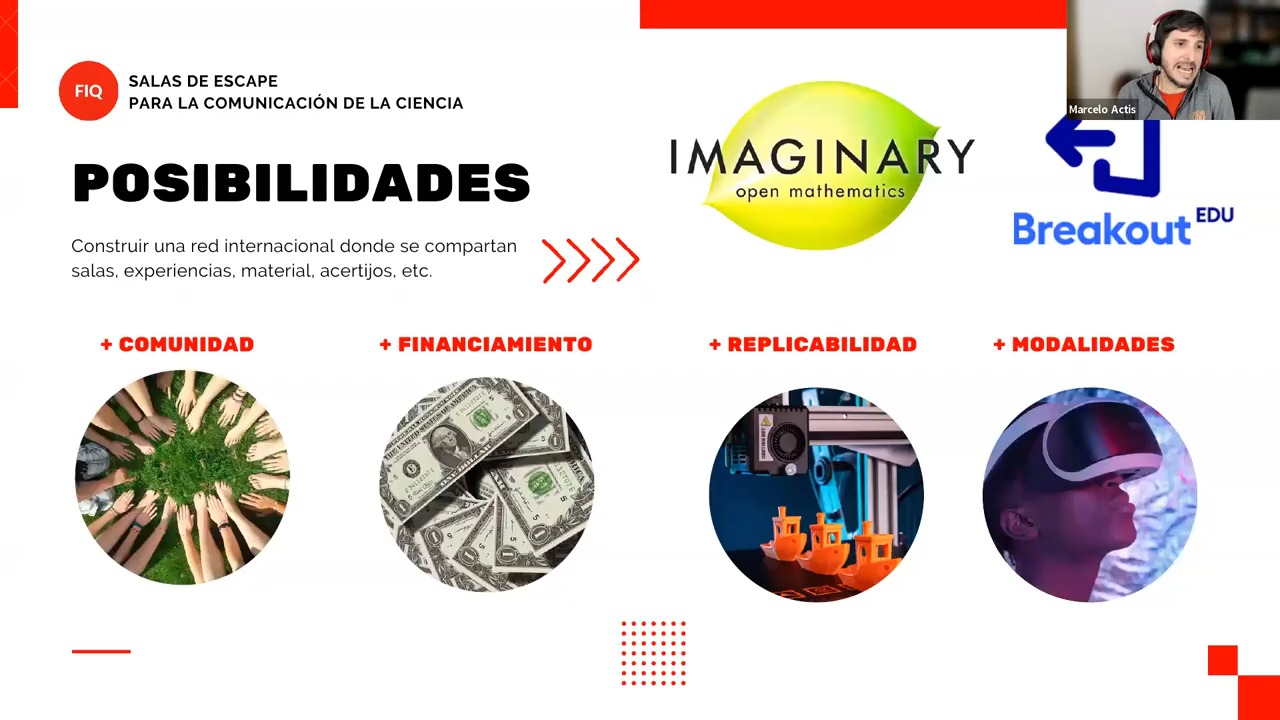 FIQ
SALAS DE ESCAPE
PARA LA COMUNICACIÓN DE LA CIENCIA
POSIBILIDADES
Construir una red internacional donde se compartan
salas, experiencias, material, acertijos, etc.
IMAGINARY
open mathematics
Marcelo Actis
Breakout EDU
+ COMUNIDAD
+ FINANCIAMIENTO
+ REPLICABILIDAD
+ MODALIDADES